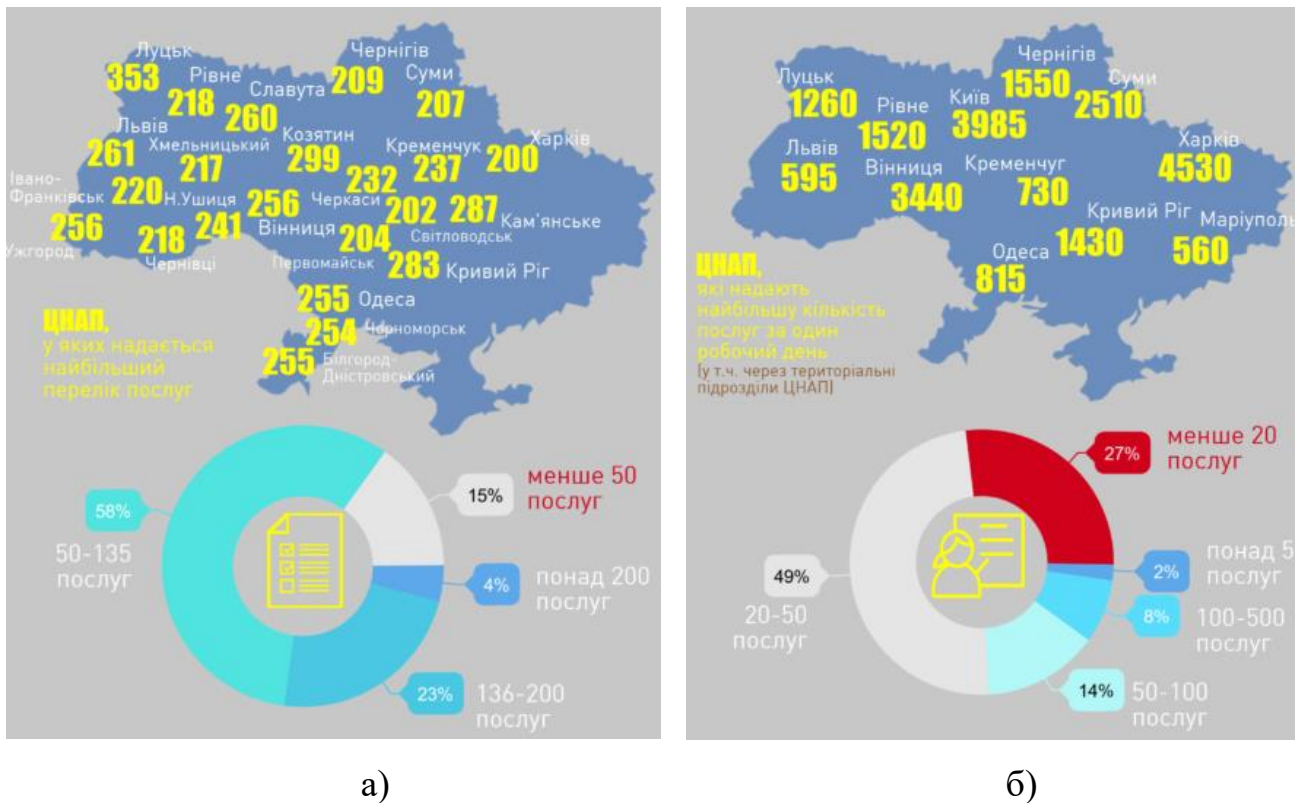 Луцьк
353
Рівне
218
Славута
260
Чернігів
209
Суми
207
Львів
261
Хмельницький
217
Козятин
299
Кременчук
237
Харків
200
Івано-
Франківськ
220
Н.Ушиця
241
256
Вінниця
232
Черкаси
202
Світловодськ
287
Кам'янське
256
Ужгород
218
Чернівці
204
Первомайськ
283
Кривий Ріг
255
Одеса
254
Чорноморськ
255
Білгород-
Дністровський
ЦНАП,
у яких надається
найбільший
перелік послуг
менше 50
послуг
15%
58%
50-135
послуг
4%
понад 200
послуг
23%
136-200
послуг
а)
Луцьк
1260
Рівне
1520
Київ
3985
Чернігів
1550
Суми
2510
Львів
595
Вінниця
3440
Кременчуг
730
Харків
4530
Кривий Ріг
1430
Маріуполь
560
Одеса
815
ЦНАП,
які надають
найбільшу кількість
послуг за один
робочий день
(у т.ч. через територіальні
підрозділи ЦНАП)
27%
менше 20
послуг
49%
20-50
послуг
2%
понад 5
послуг
8%
100-500
послуг
14%
50-100
послуг
б)